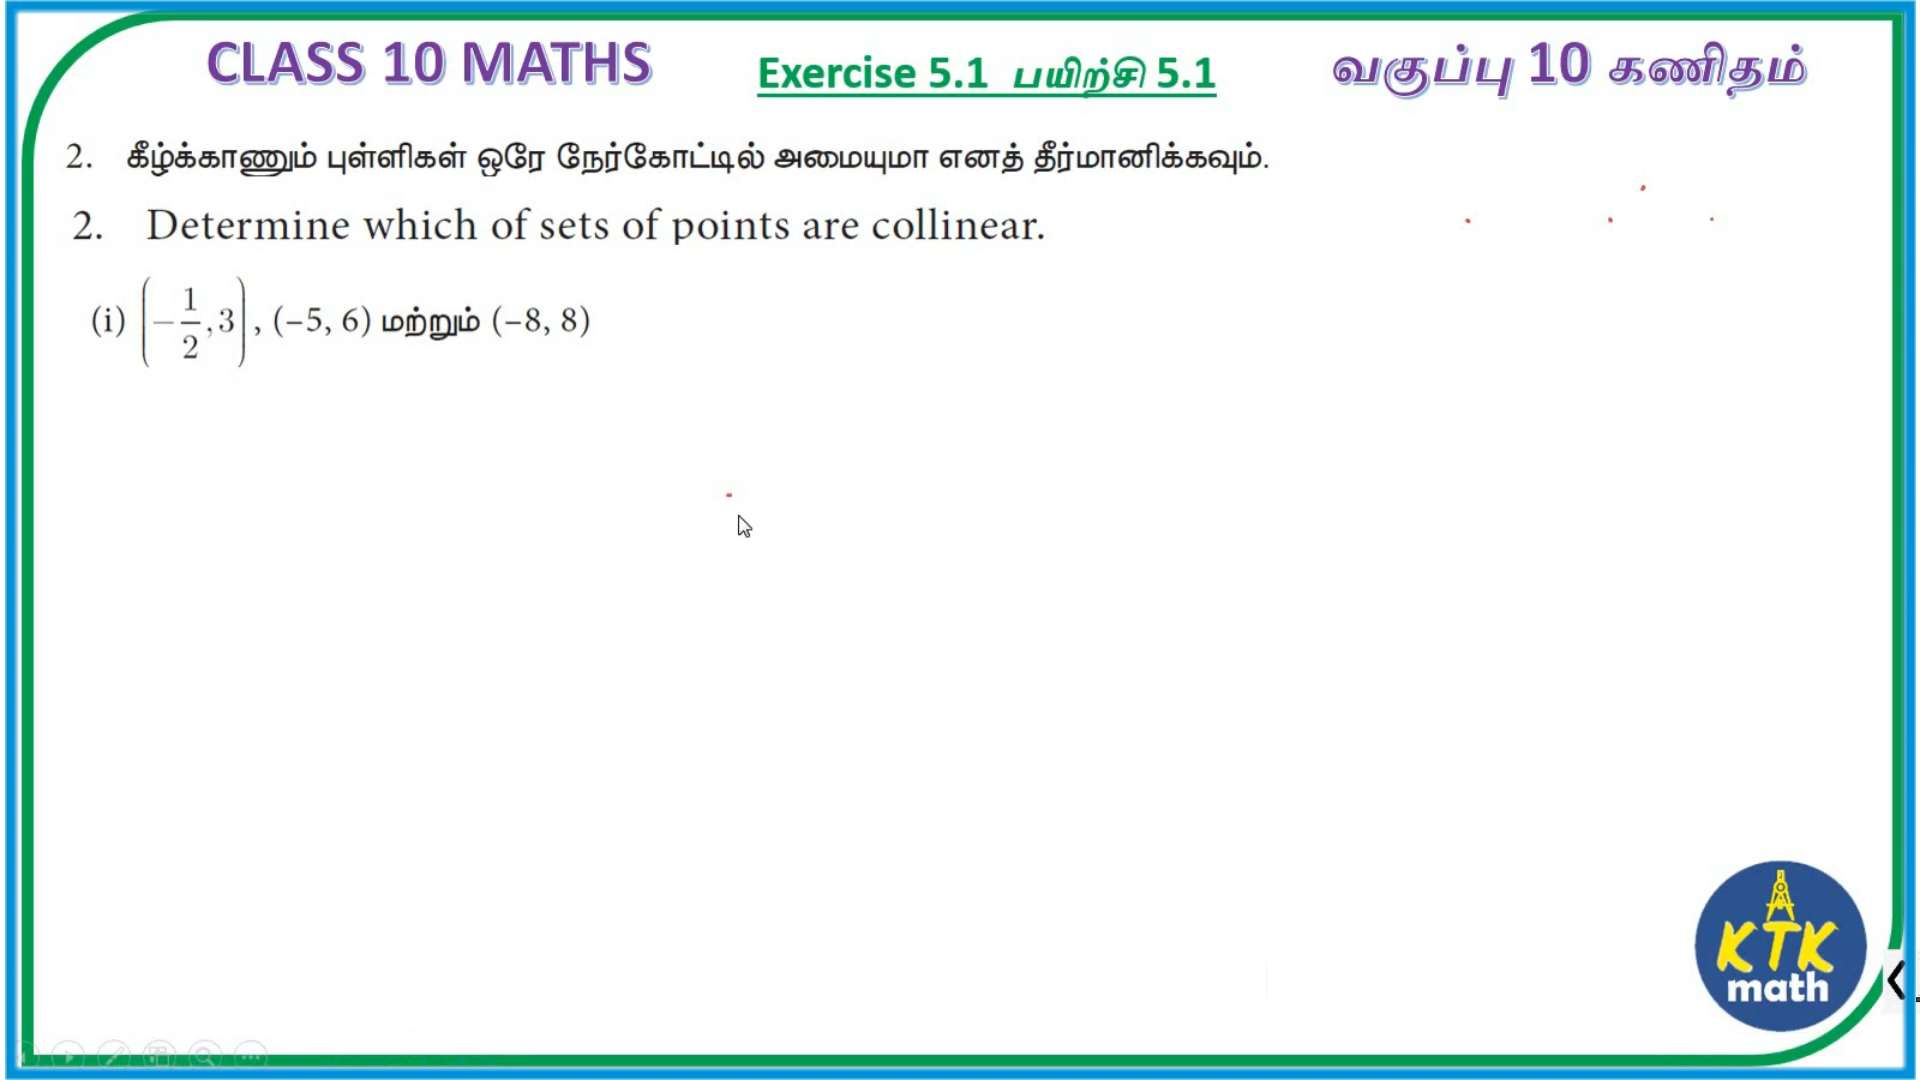 CLASS 10 MATHS
Exercise 5.1 பயிற்சி 5.1
வகுப்பு 10 கணிதம்
2. கீழ்க்காணும் புள்ளிகள் ஒரே நேர்கோட்டில் அமையுமா எனத் தீர்மானிக்கவும்.
2. Determine which of sets of points are collinear.
(i) (−1/2, 3), (−5, 6) மற்றும் (−8, 8)
KTK
math